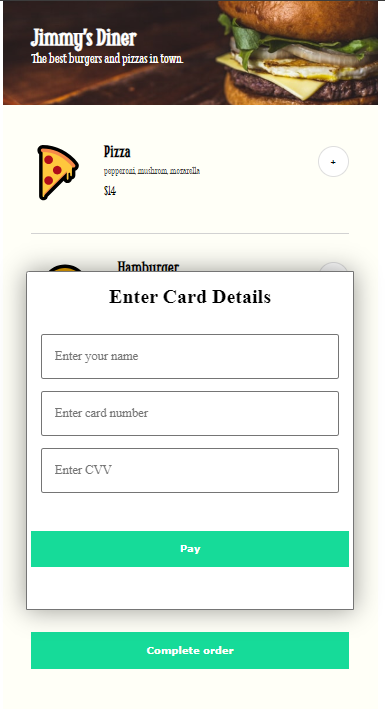 Jimmy's Diner
The best burgers and pizzas in town.
Pizza
pepperoni, mushrom, mozarella
$14
+
Hamburger
Enter Card Details
Enter your name
Enter card number
Enter CVV
Pay
Complete order